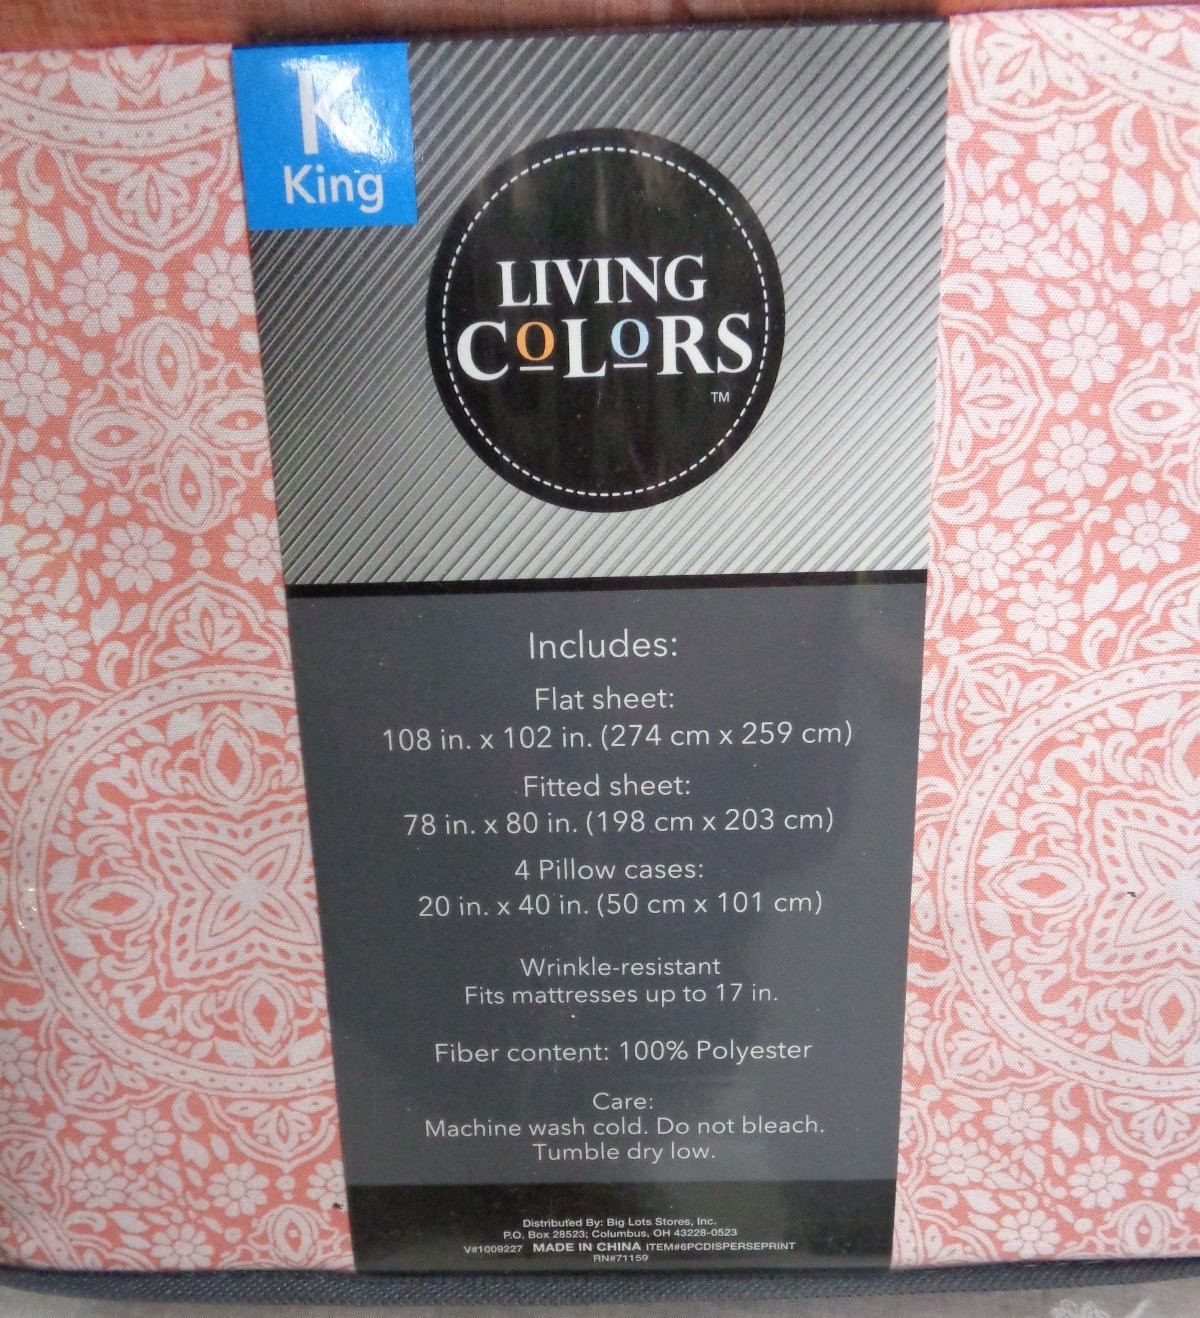 K
King
LIVING
COLORS
TM
Includes:
Flat sheet:
108 in. x 102 in. (274 cm x 259 cm)
Fitted sheet:
78 in. x 80 in. (198 cm x 203 cm)
4 Pillow cases:
20 in. x 40 in. (50 cm x 101 cm)
Wrinkle-resistant
Fits mattresses up to 17 in.
Fiber content: 100% Polyester
Care:
Machine wash cold. Do not bleach.
Tumble dry low.
Distributed By: Big Lots Stores, Inc.
P.O. Box 28523; Columbus, OH 43228-0523
V#1009227 MADE IN CHINA ITEM#6PCDISPERSEPRINT
RN#71159